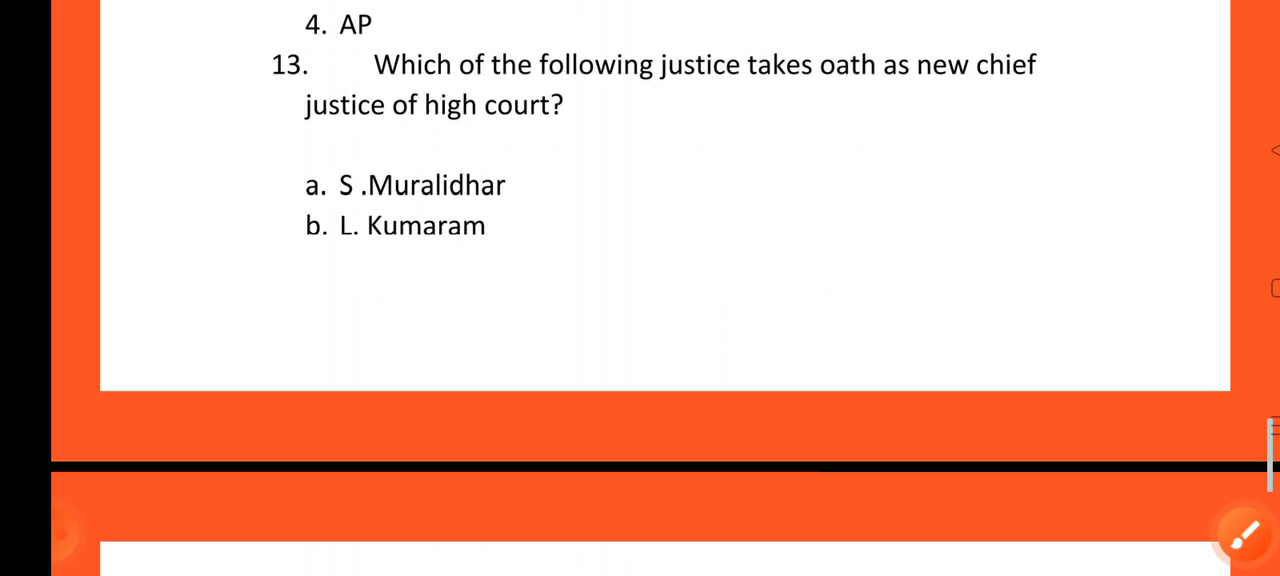 4. AP
13. Which of the following justice takes oath as new chief
justice of high court?
a. S .Muralidhar
b. L. Kumaram